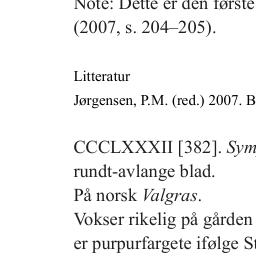 Note: Dette er den første
(2007, s. 204–205).
Litteratur
Jørgensen, P.M. (red.) 2007. B
CCCLXXXII [382]. Sym
rundt-avlange blad.
På norsk Valgras.
Vokser rikelig på gården
er purpurfargete ifølge St